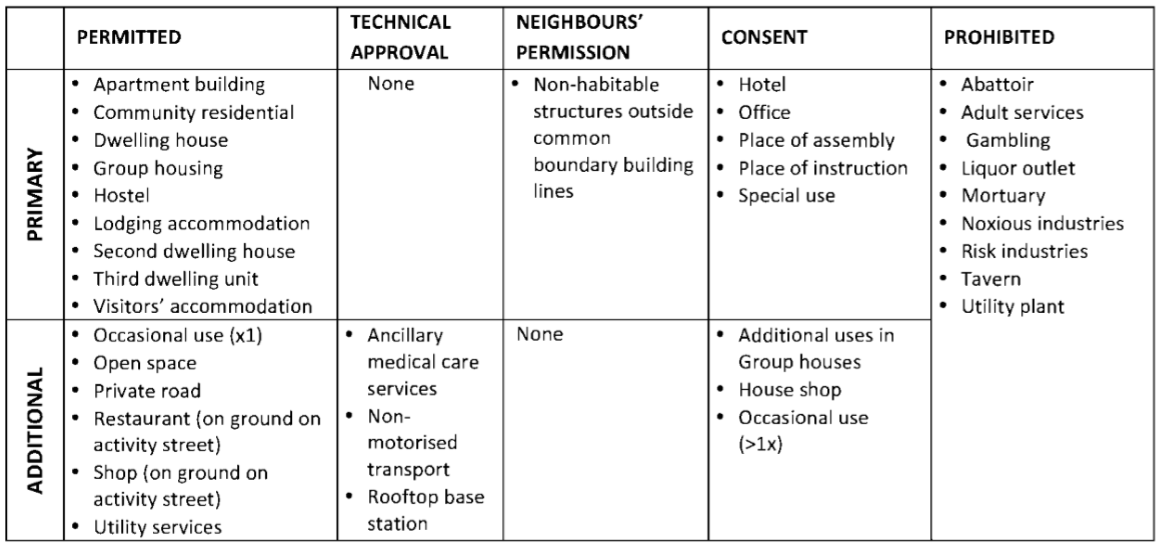 PERMITTED
TECHNICAL
APPROVAL
NEIGHBOURS’
PERMISSION
CONSENT
PROHIBITED
PRIMARY
• Apartment building
• Community residential
• Dwelling house
• Group housing
• Hostel
• Lodging accommodation
• Second dwelling house
• Third dwelling unit
• Visitors’ accommodation
None
• Non-habitable
structures outside
common
boundary building
lines
• Hotel
• Office
• Place of assembly
• Place of instruction
• Special use
• Abattoir
• Adult services
• Gambling
• Liquor outlet
• Mortuary
• Noxious industries
• Risk industries
• Tavern
• Utility plant
ADDITIONAL
• Occasional use (x1)
• Open space
• Private road
• Restaurant (on ground on
activity street)
• Shop (on ground on
activity street)
• Utility services
• Ancillary
medical care
services
• Non-
motorised
transport
• Rooftop base
station
None
• Additional uses in
Group houses
• House shop
• Occasional use
(>1x)